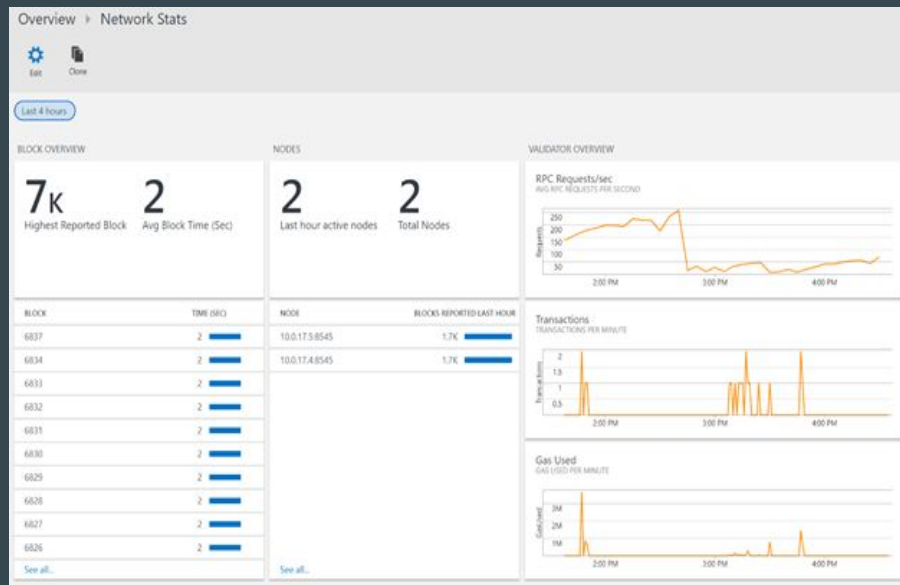 Overview Network Stats
Edit Clone
Last 4 hours
BLOCK OVERVIEW
7K 2
Highest Reported Block Avg Block Time (Sec)
BLOCK TIME (SEC)
6837 2
6834 2
6833 2
6832 2
6831 2
6830 2
6829 2
6828 2
6827 2
6826 2
See all...
NODES
2 2
Last hour active nodes Total Nodes
NODE BLOCKS REPORTED LAST HOUR
10.0.17.5:8545 1.7K
10.0.17.4:8545 1.7K
See all...
VALIDATOR OVERVIEW
RPC Requests/sec
AVG RPC REQUESTS PER SECOND
Requests
250
200
150
100
50
2:00 PM 3:00 PM 4:00 PM
Transactions
TRANSACTIONS PER MINUTE
Transactions
2
1.5
1
0.5
2:00 PM 3:00 PM 4:00 PM
Gas Used
GAS USED PER MINUTE
GasUsed
3M
2M
1M
2:00 PM 3:00 PM 4:00 PM